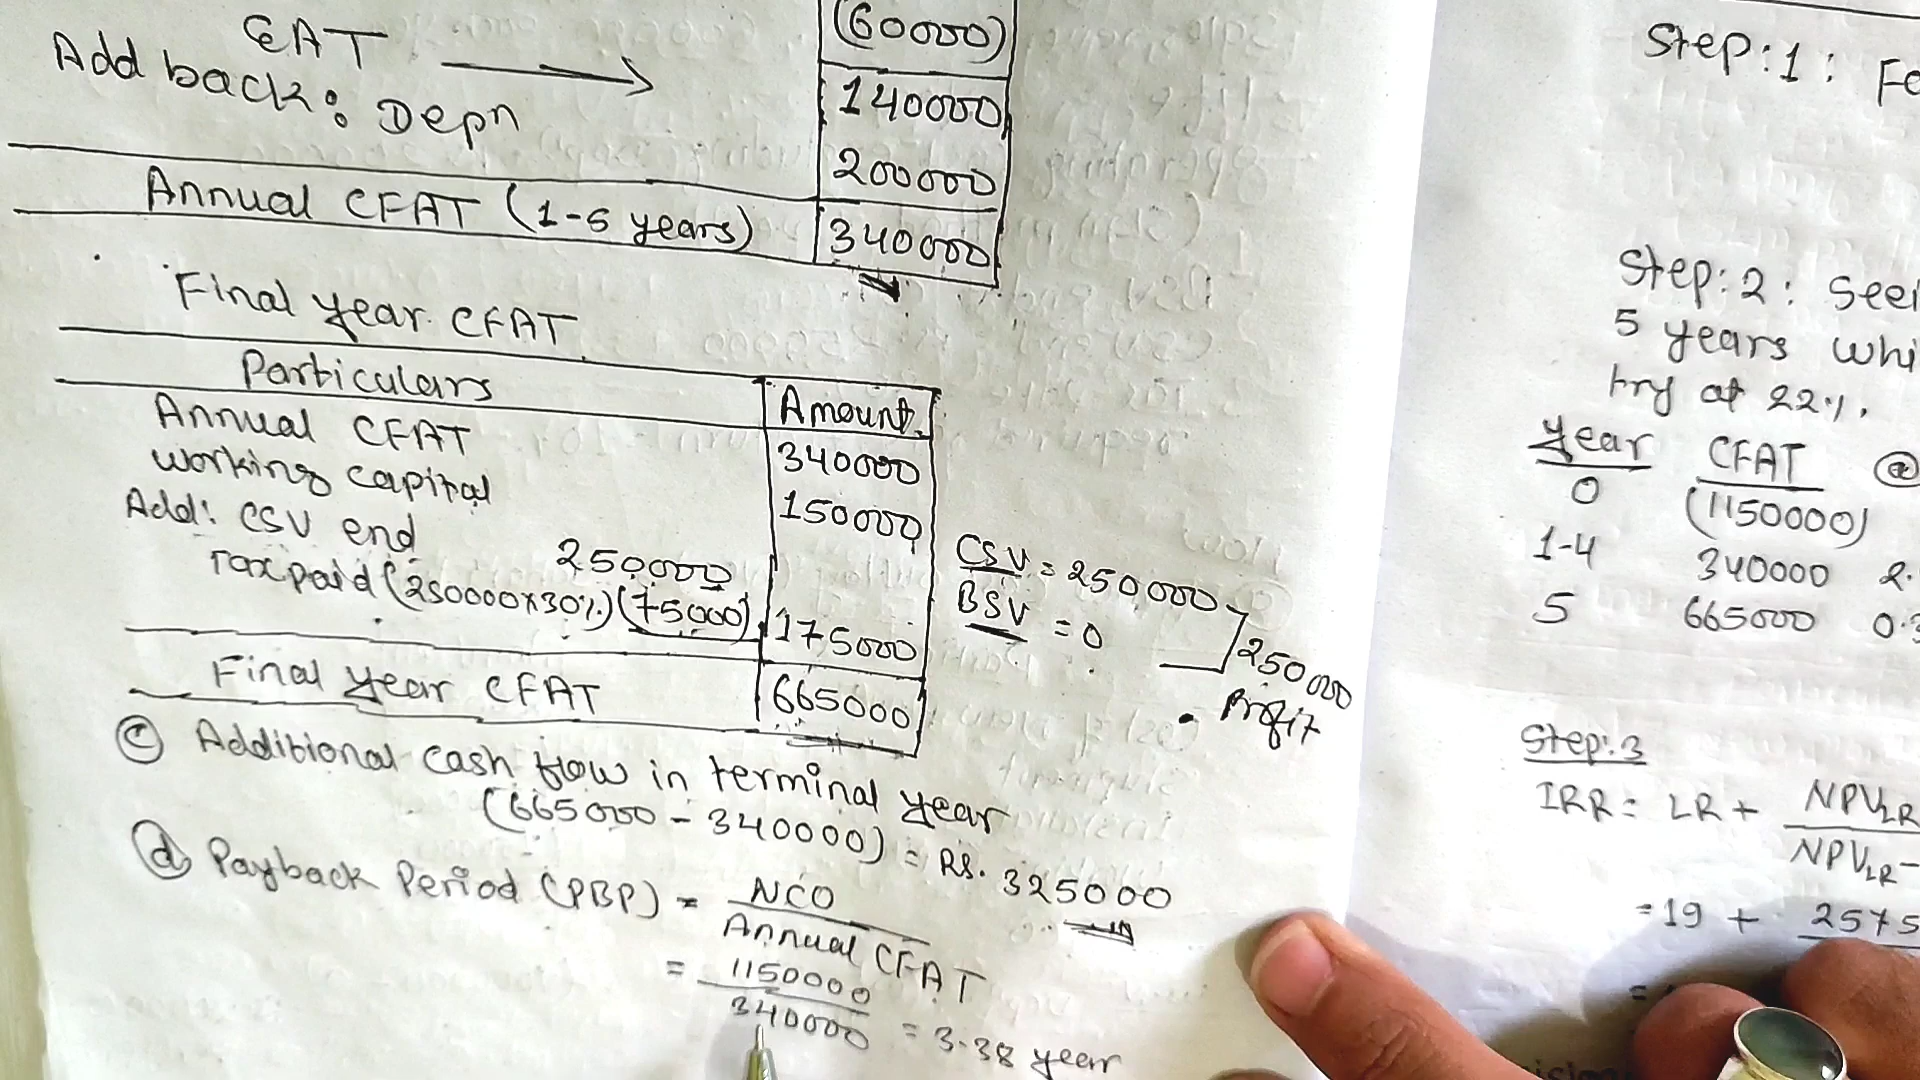 (60000)
EAT → 140000
Add back: Depn 200000
Annual CFAT (1-5 years) 340000
Final year CFAT
Particulars Amount
Annual CFAT 340000
working capital 150000
Add: CSV end 250000
Tax paid (250000x30%) (75000) 175000
Final year CFAT 665000
CSV = 250000
BSV = 0
250000
Profit
(c) Additional cash flow in terminal year
(665000 - 340000) = RS. 325000
(d) Payback Period (PBP) = NCO
Annual CFAT
= 1150000
340000 = 3.38 year
Step:1:
Step:2:
5 years
try at 22%.
Year CFAT @
0 (1150000)
1-4 340000 2.
5 665000
Step:3
IRR = LR + NPVLR
NPVLR -
= 19 + 2575
=